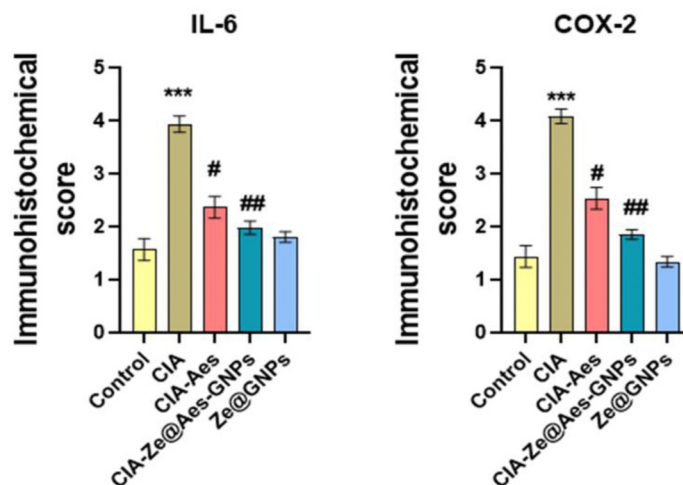 IL-6
Immunohistochemical
score
5
4
3
2
1
0
***
#
##
Control
CIA
CIA-Aes
CIA-Ze@Aes-GNPs
Ze@GNPs
COX-2
Immunohistochemical
score
5
4
3
2
1
0
***
#
##
Control
CIA
CIA-Aes
CIA-Ze@Aes-GNPs
Ze@GNPs